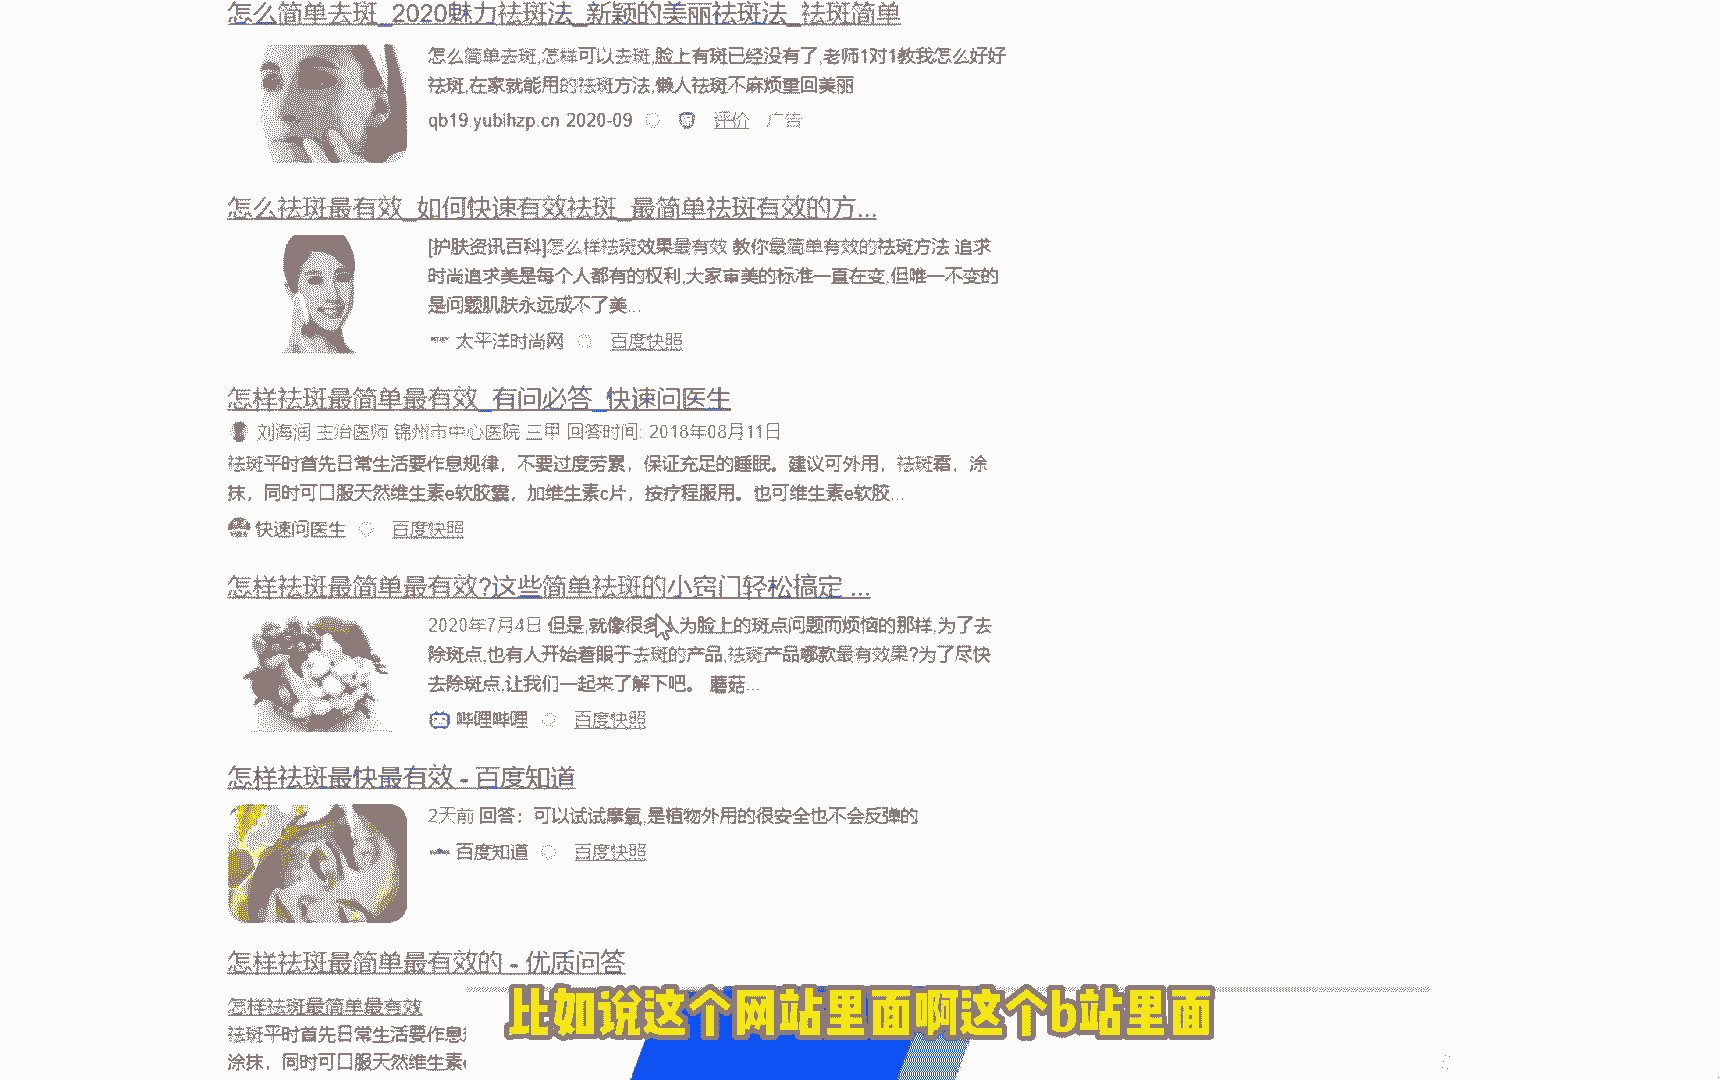 怎么简单去斑_2020魅力祛斑法_新颖的美丽祛斑法_祛斑简单
怎么简单去斑,怎样可以去斑,脸上有斑已经没有了,老师1对1教我怎么好好
祛斑,在家就能用的祛斑方法,懒人祛斑不麻烦重回美丽
qb19.yubihzp.cn 2020-09 评价 广告
怎么祛斑最有效_如何快速有效祛斑_最简单祛斑有效的方...
[护肤资讯百科]怎么样祛斑效果最有效 教你最简单有效的祛斑方法 追求
时尚追求美是每个人都有的权利,大家审美的标准一直在变,但唯一不变的
是问题肌肤永远成不了美...
太平洋时尚网 百度快照
怎样祛斑最简单最有效_有问必答_快速问医生
刘海润 主治医师 锦州市中心医院 三甲 回答时间: 2018年08月11日
祛斑平时首先日常生活要作息规律，不要过度劳累，保证充足的睡眠。建议可外用，祛斑霜，涂
抹，同时可口服天然维生素e软胶囊，加维生素c片，按疗程服用。也可维生素e软胶...
快速问医生 百度快照
怎样祛斑最简单最有效?这些简单祛斑的小窍门轻松搞定 ...
2020年7月4日 但是,就像很多人为脸上的斑点问题而烦恼的那样,为了去
除斑点,也有人开始着眼于去斑的产品,祛斑产品哪款最有效果?为了尽快
去除斑点,让我们一起来了解下吧。 蘑菇...
哔哩哔哩 百度快照
怎样祛斑最快最有效 - 百度知道
2天前 回答：可以试试摩氧,是植物外用的很安全也不会反弹的
百度知道 百度快照
怎样祛斑最简单最有效的 - 优质问答
怎样祛斑最简单最有效
祛斑平时首先日常生活要作息
涂抹，同时可口服天然维生素
比如说这个网站里面啊这个b站里面